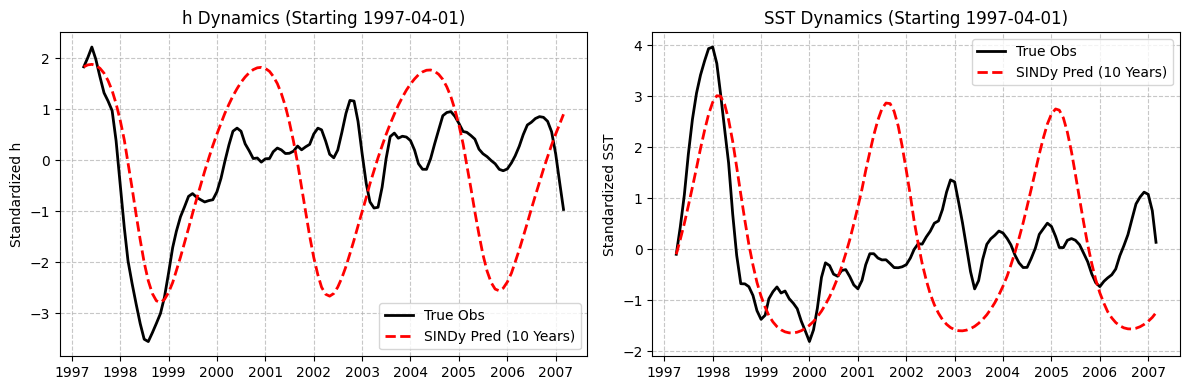 h Dynamics (Starting 1997-04-01)
Standardized h
2
1
0
−1
−2
−3
1997 1998 1999 2000 2001 2002 2003 2004 2005 2006 2007
True Obs
SINDy Pred (10 Years)
SST Dynamics (Starting 1997-04-01)
Standardized SST
4
3
2
1
0
−1
−2
1997 1998 1999 2000 2001 2002 2003 2004 2005 2006 2007
True Obs
SINDy Pred (10 Years)